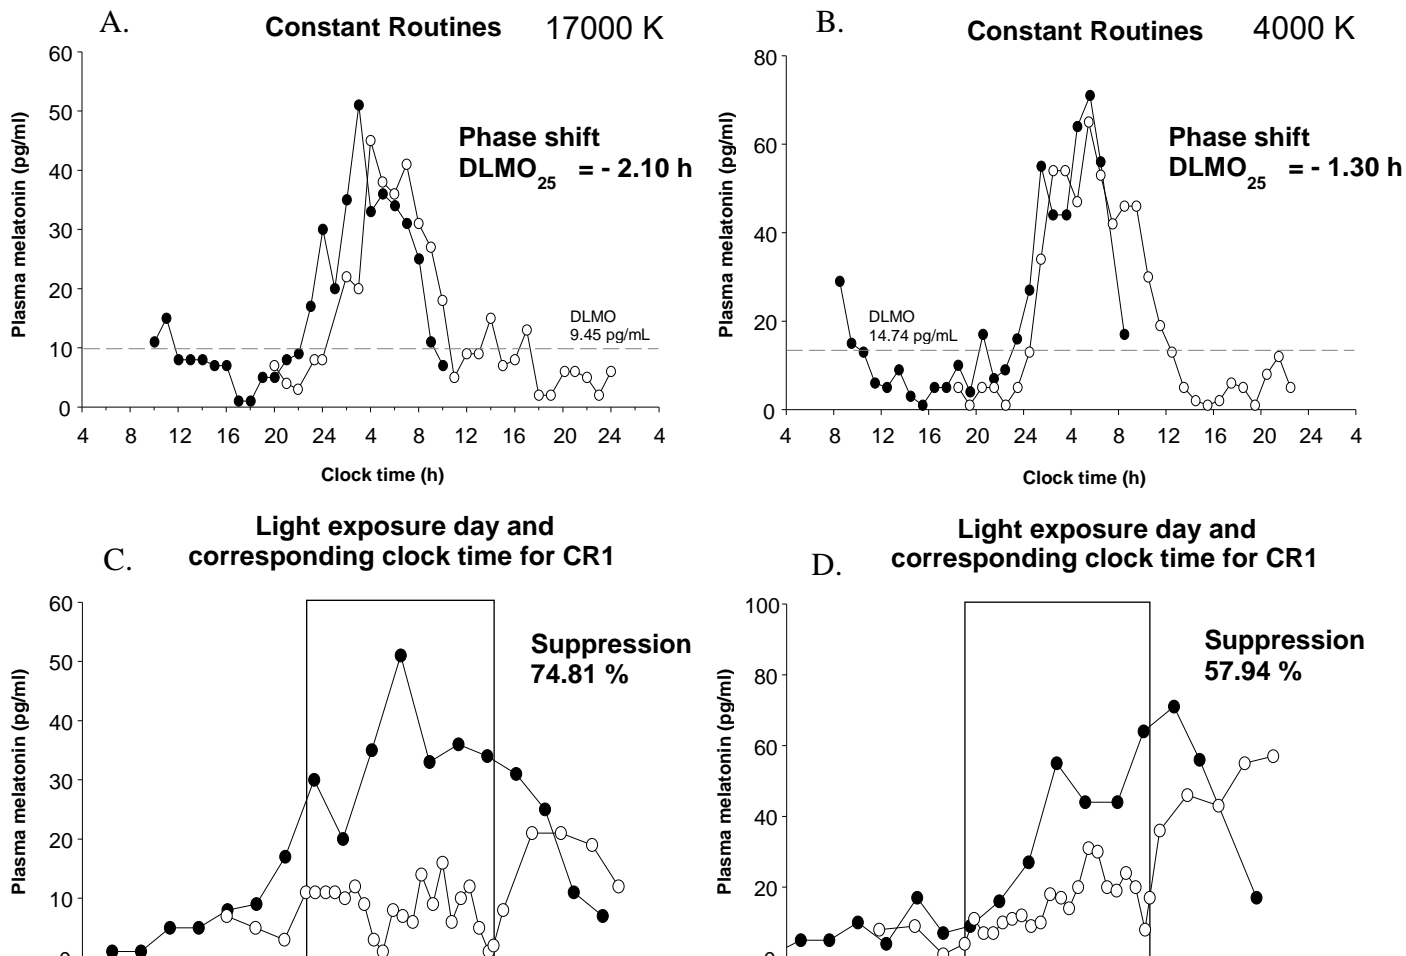 A.
Constant Routines 17000 K
60
50
40
30
20
10
0
Plasma melatonin (pg/ml)
Phase shift
DLMO25 = - 2.10 h
DLMO
9.45 pg/mL
4 8 12 16 20 24 4 8 12 16 20 24 4
Clock time (h)
B.
Constant Routines 4000 K
80
60
40
20
0
Plasma melatonin (pg/ml)
Phase shift
DLMO25 = - 1.30 h
DLMO
14.74 pg/mL
4 8 12 16 20 24 4 8 12 16 20 24 4
Clock time (h)
C.
Light exposure day and
corresponding clock time for CR1
60
50
40
30
20
10
0
Plasma melatonin (pg/ml)
Suppression
74.81 %
D.
Light exposure day and
corresponding clock time for CR1
100
80
60
40
20
0
Plasma melatonin (pg/ml)
Suppression
57.94 %